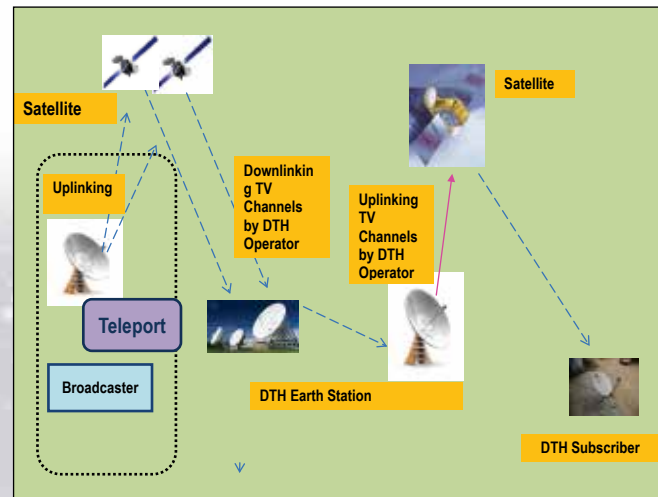 Satellite
Satellite
Uplinking
Downlinkin
g TV
Channels
by DTH
Operator
Uplinking
TV
Channels
by DTH
Operator
Teleport
Broadcaster
DTH Earth Station
DTH Subscriber